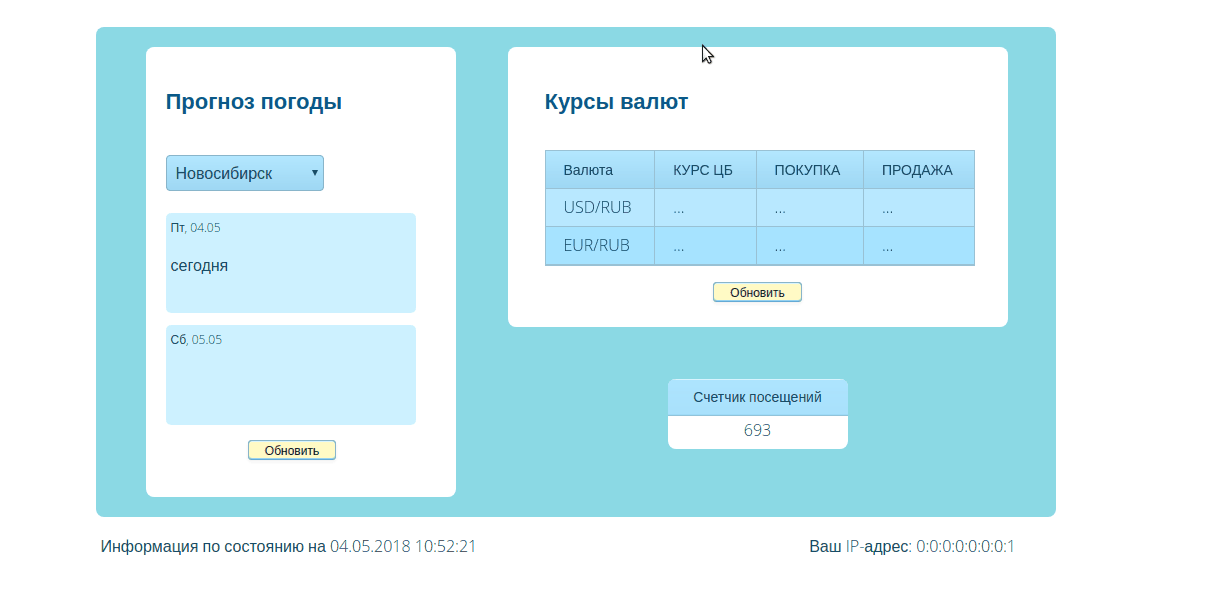 Прогноз погоды
Новосибирск
Пт, 04.05
сегодня
Сб, 05.05
Обновить
Курсы валют
Валюта КУРС ЦБ ПОКУПКА ПРОДАЖА
USD/RUB ... ... ...
EUR/RUB ... ... ...
Обновить
Счетчик посещений
693
Информация по состоянию на 04.05.2018 10:52:21
Ваш IP-адрес: 0:0:0:0:0:0:0:1